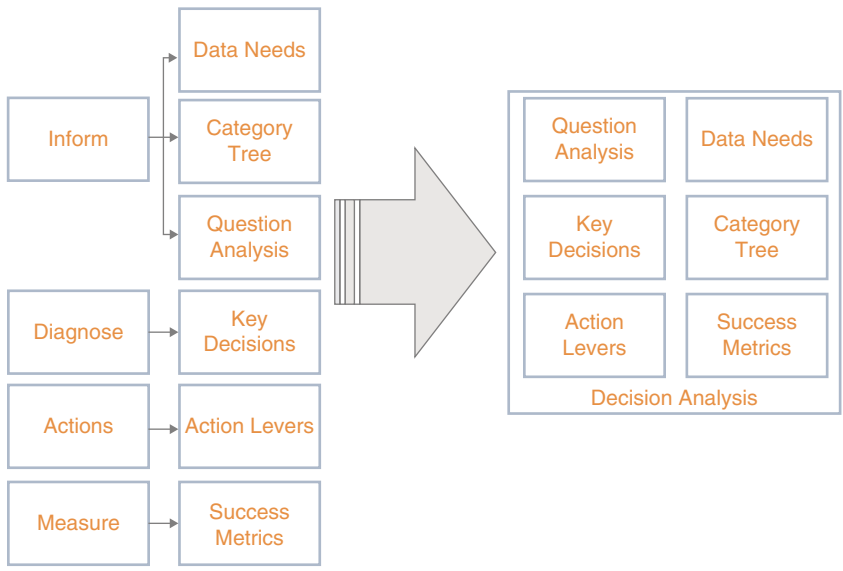 Data Needs
Inform
Category
Tree
Question
Analysis
Diagnose
Key
Decisions
Actions
Action Levers
Measure
Success
Metrics
Question
Analysis
Data Needs
Key
Decisions
Category
Tree
Action
Levers
Success
Metrics
Decision Analysis